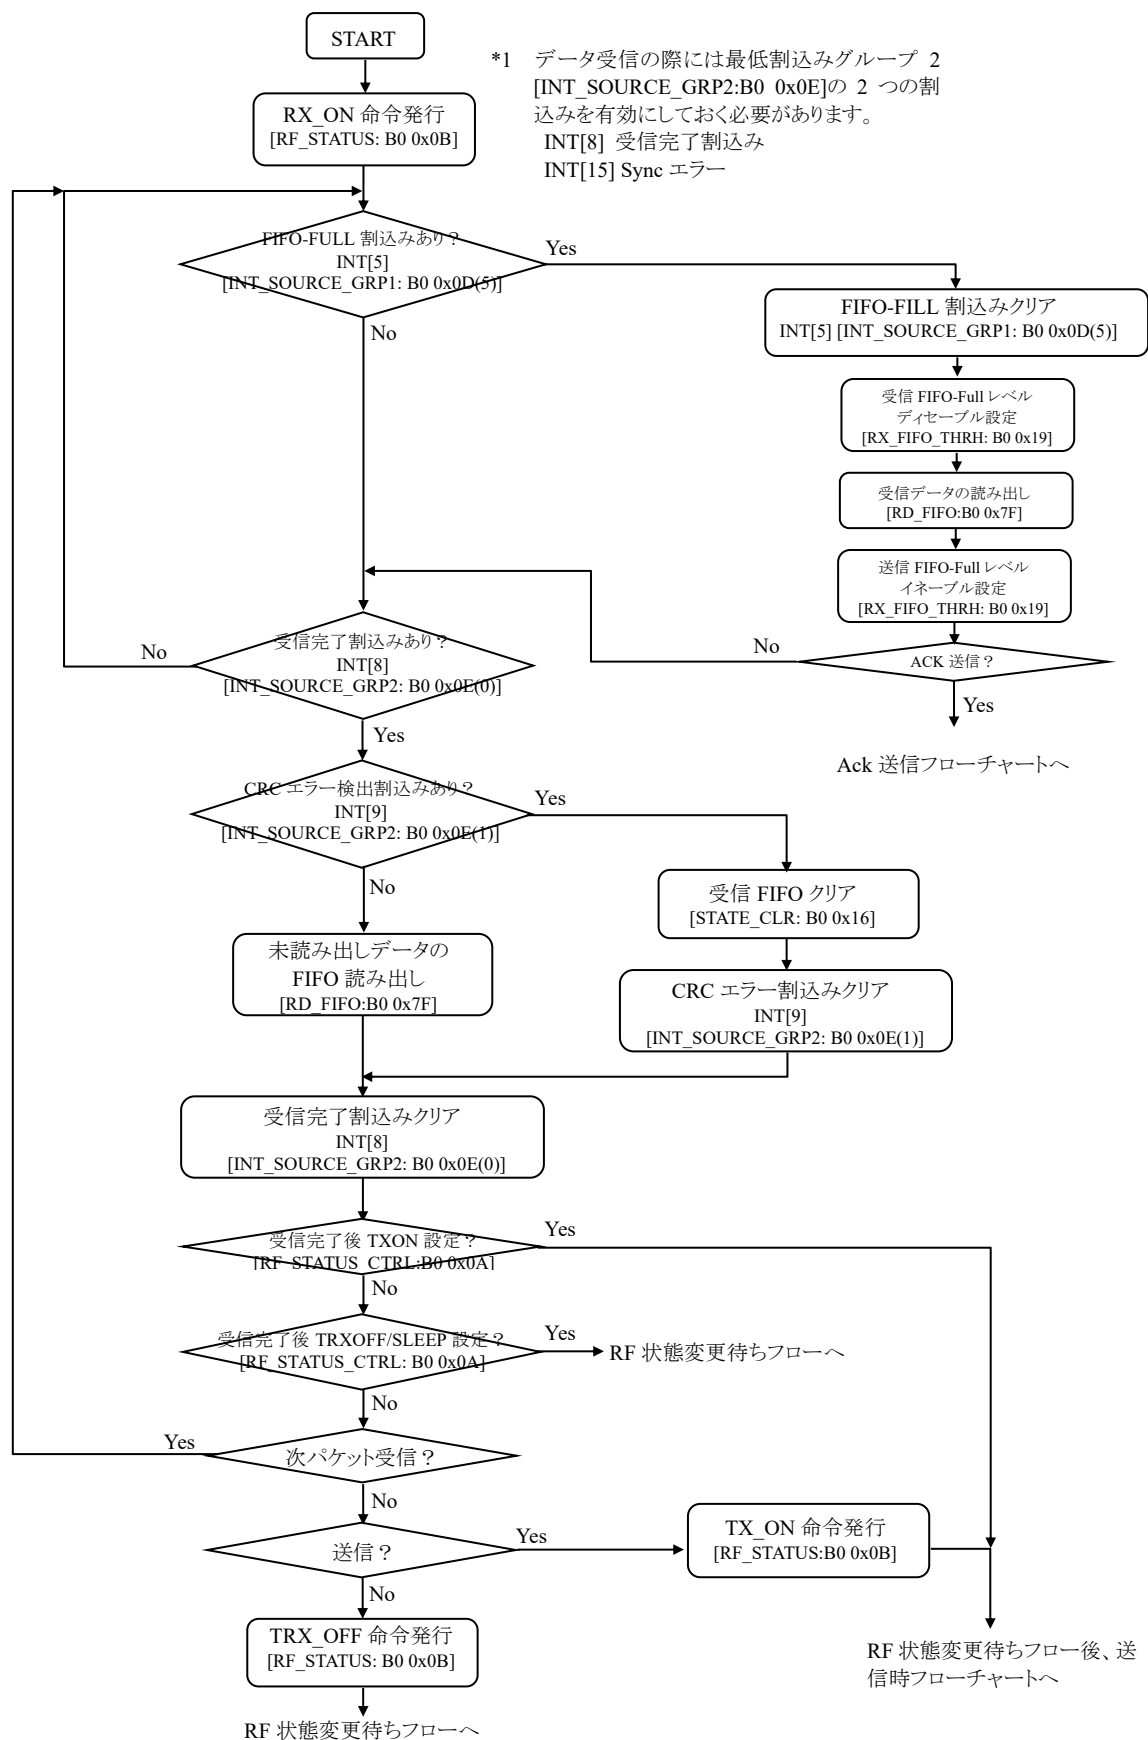 START
*1 データ受信の際には最低割込みグループ 2
[INT_SOURCE_GRP2:B0 0x0E]の 2 つの割
込みを有効にしておく必要があります。
INT[8] 受信完了割込み
INT[15] Sync エラー
RX_ON 命令発行
[RF_STATUS: B0 0x0B]
FIFO-FULL 割込みあり?
INT[5]
[INT_SOURCE_GRP1: B0 0x0D(5)]
Yes
No
FIFO-FILL 割込みクリア
INT[5] [INT_SOURCE_GRP1: B0 0x0D(5)]
受信 FIFO-Full レベル
ディセーブル設定
[RX_FIFO_THRH: B0 0x19]
受信データの読み出し
[RD_FIFO:B0 0x7F]
送信 FIFO-Full レベル
イネーブル設定
[RX_FIFO_THRH: B0 0x19]
ACK 送信?
No
Yes
Ack 送信フローチャートへ
受信完了割込みあり?
INT[8]
[INT_SOURCE_GRP2: B0 0x0E(0)]
No
Yes
CRC エラー検出割込みあり?
INT[9]
[INT_SOURCE_GRP2: B0 0x0E(1)]
Yes
No
受信 FIFO クリア
[STATE_CLR: B0 0x16]
未読み出しデータの
FIFO 読み出し
[RD_FIFO:B0 0x7F]
CRC エラー割込みクリア
INT[9]
[INT_SOURCE_GRP2: B0 0x0E(1)]
受信完了割込みクリア
INT[8]
[INT_SOURCE_GRP2: B0 0x0E(0)]
受信完了後 TXON 設定?
[RF_STATUS_CTRL:B0 0x0A]
Yes
No
受信完了後 TRXOFF/SLEEP 設定?
[RF_STATUS_CTRL: B0 0x0A]
Yes
RF 状態変更待ちフローへ
No
次パケット受信?
Yes
No
送信?
Yes
TX_ON 命令発行
[RF_STATUS:B0 0x0B]
No
TRX_OFF 命令発行
[RF_STATUS: B0 0x0B]
RF 状態変更待ちフロー後、送
信時フローチャートへ
RF 状態変更待ちフローへ